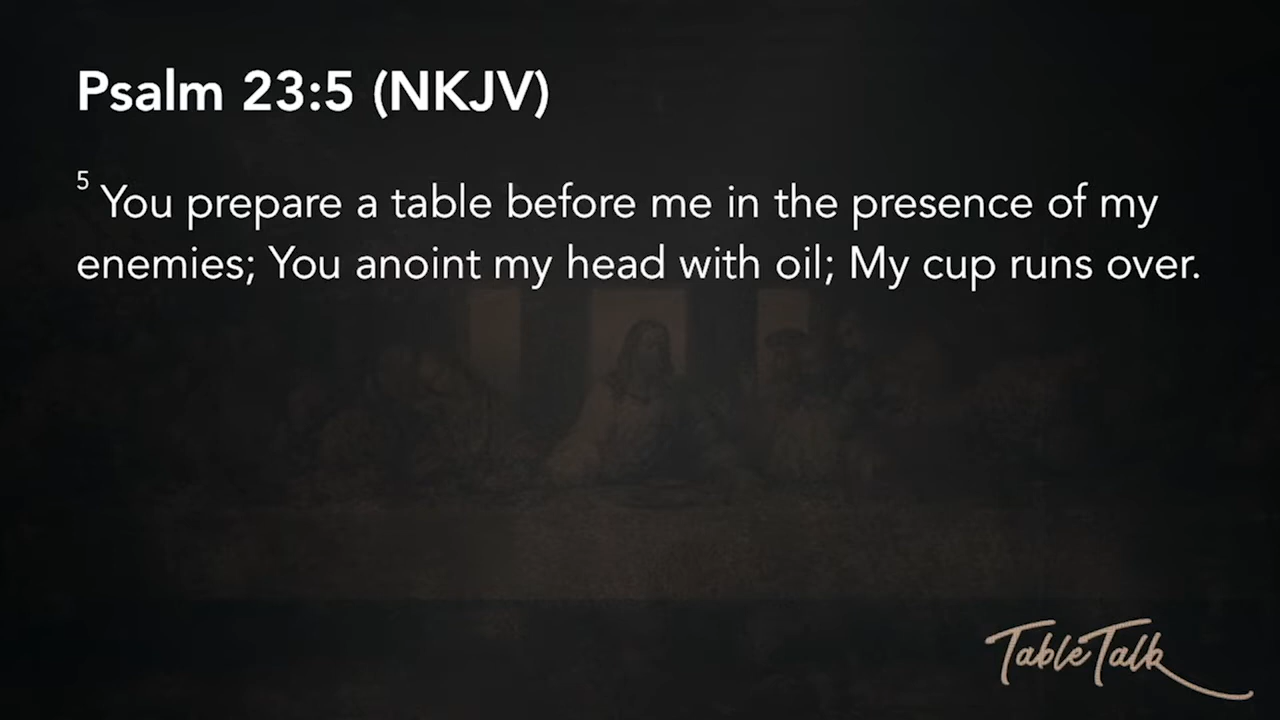 Psalm 23:5 (NKJV)
5 You prepare a table before me in the presence of my
enemies; You anoint my head with oil; My cup runs over.
TableTalk